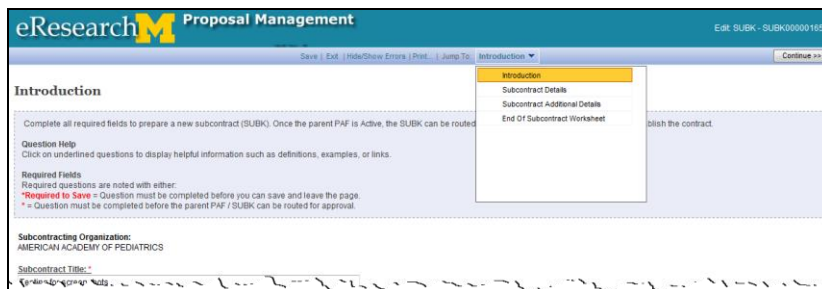 eResearch M Proposal Management
Edit: SUBK - SUBK00000165
Save | Exit | Hide/Show Errors | Print... | Jump To: Introduction ▼
Continue >>
Introduction
Subcontract Details
Subcontract Additional Details
End Of Subcontract Worksheet
Introduction
Complete all required fields to prepare a new subcontract (SUBK). Once the parent PAF is Active, the SUBK can be routed
blish the contract.
Question Help
Click on underlined questions to display helpful information such as definitions, examples, or links.
Required Fields
Required questions are noted with either:
*Required to Save = Question must be completed before you can save and leave the page.
* = Question must be completed before the parent PAF / SUBK can be routed for approval.
Subcontracting Organization:
AMERICAN ACADEMY OF PEDIATRICS
Subcontract Title: *